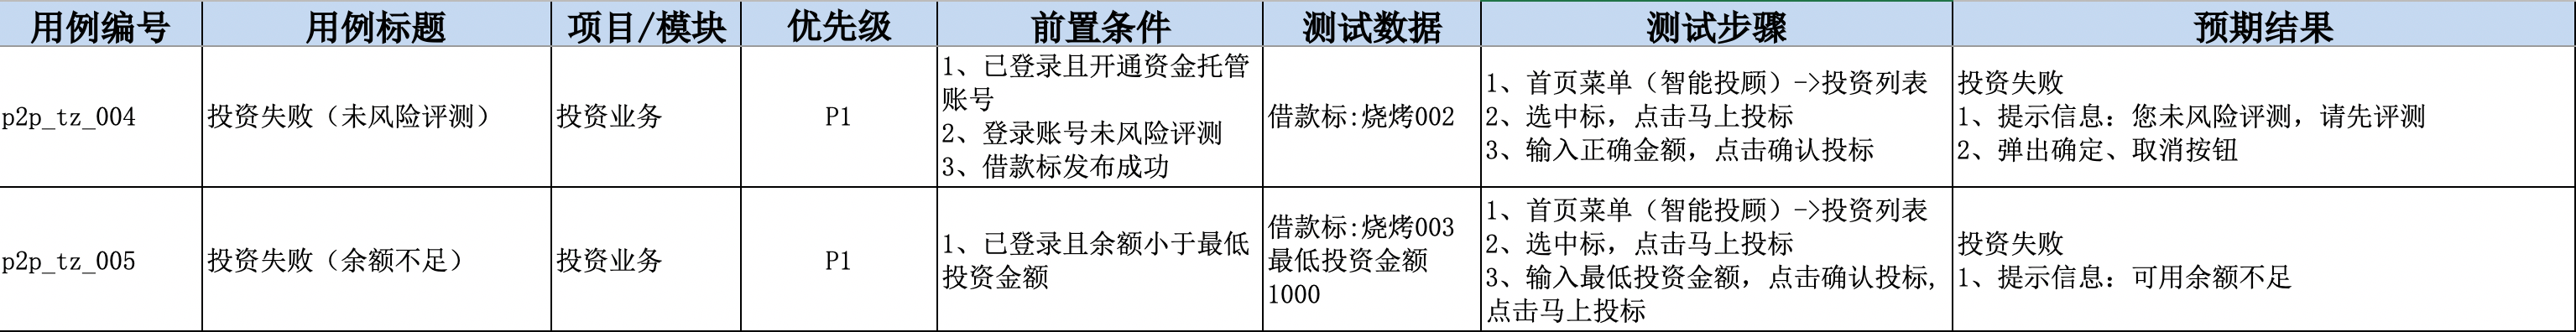 用例编号 用例标题 项目/模块 优先级 前置条件 测试数据 测试步骤 预期结果
p2p_tz_004
投资失败（未风险评测）
投资业务
P1
1、已登录且开通资金托管
账号
2、登录账号未风险评测
3、借款标发布成功
借款标:烧烤002
1、首页菜单（智能投顾）->投资列表
2、选中标，点击马上投标
3、输入正确金额，点击确认投标
投资失败
1、提示信息：您未风险评测，请先评测
2、弹出确定、取消按钮
p2p_tz_005
投资失败（余额不足）
投资业务
P1
1、已登录且余额小于最低
投资金额
借款标:烧烤003
最低投资金额
1000
1、首页菜单（智能投顾）->投资列表
2、选中标，点击马上投标
3、输入最低投资金额，点击确认投标,
点击马上投标
投资失败
1、提示信息：可用余额不足